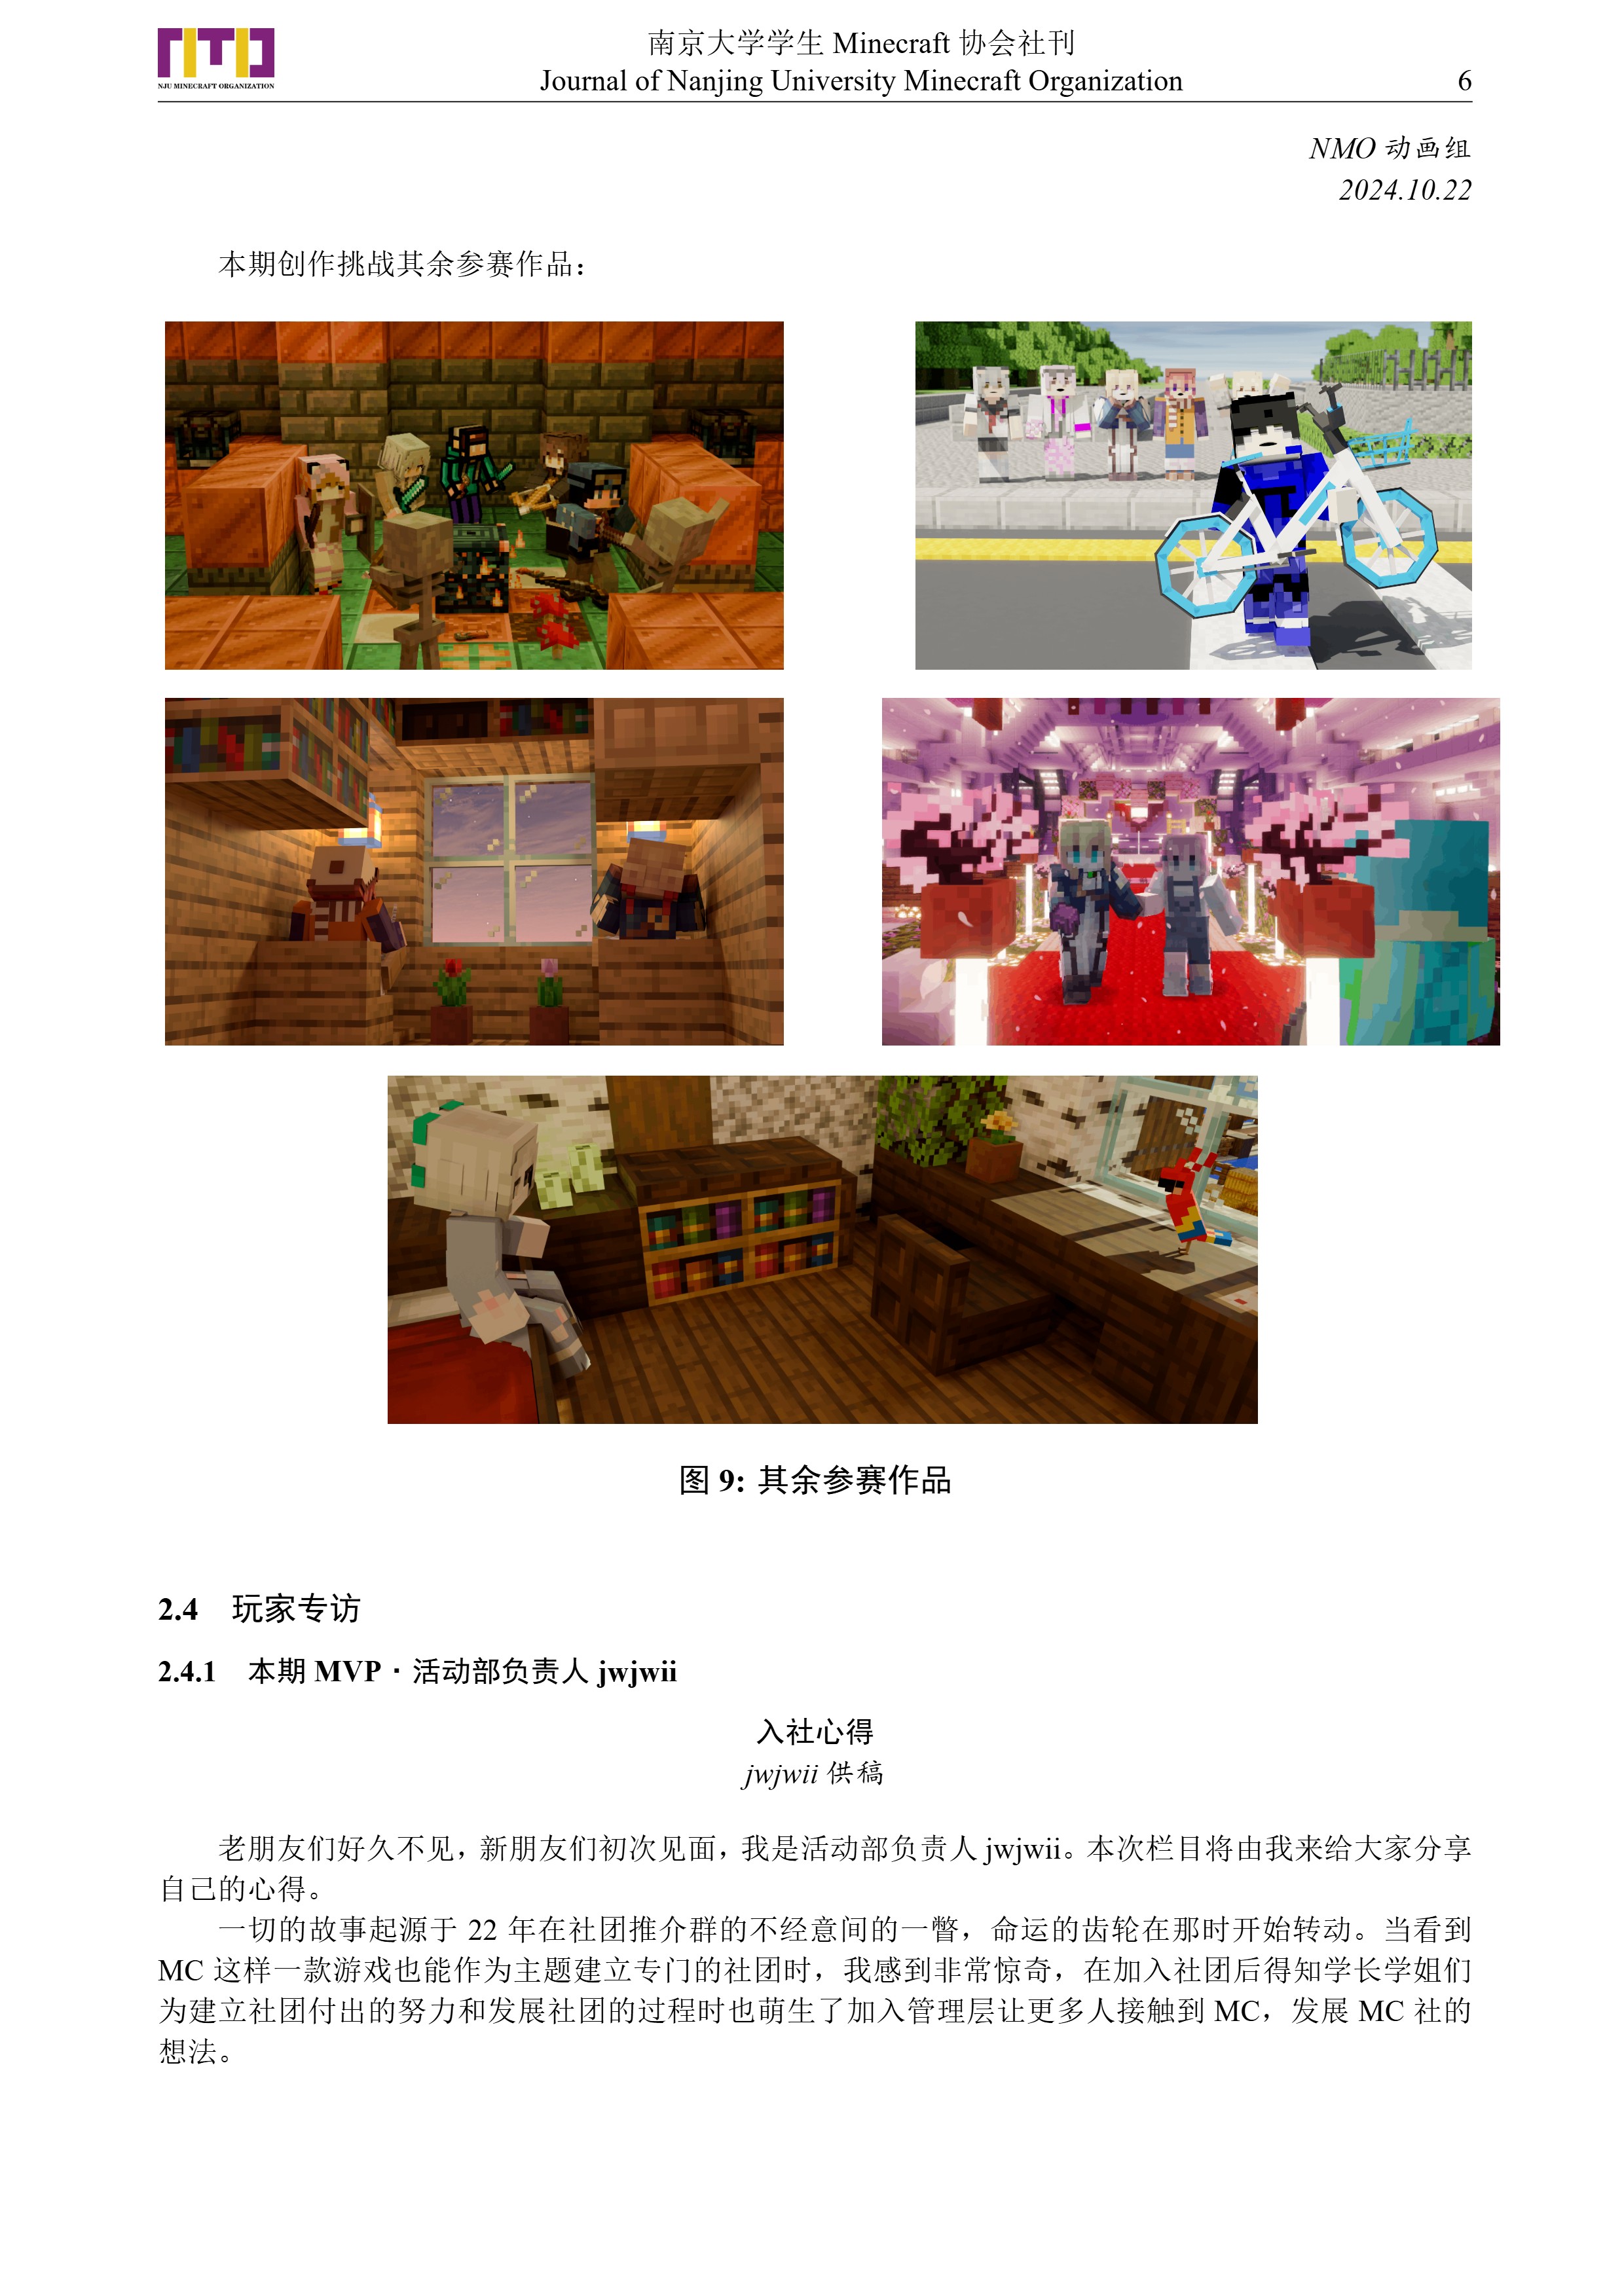 NJU MINECRAFT ORGANIZATION
南京大学学生 Minecraft 协会社刊
Journal of Nanjing University Minecraft Organization
6
NMO 动画组
2024.10.22
本期创作挑战其余参赛作品：
图 9: 其余参赛作品
2.4 玩家专访
2.4.1 本期 MVP · 活动部负责人 jwjwii
入社心得
jwjwii 供稿
老朋友们好久不见，新朋友们初次见面，我是活动部负责人 jwjwii。本次栏目将由我来给大家分享
自己的心得。
一切的故事起源于 22 年在社团推介群的不经意间的一瞥，命运的齿轮在那时开始转动。当看到
MC 这样一款游戏也能作为主题建立专门的社团时，我感到非常惊奇，在加入社团后得知学长学姐们
为建立社团付出的努力和发展社团的过程时也萌生了加入管理层让更多人接触到 MC，发展 MC 社的
想法。